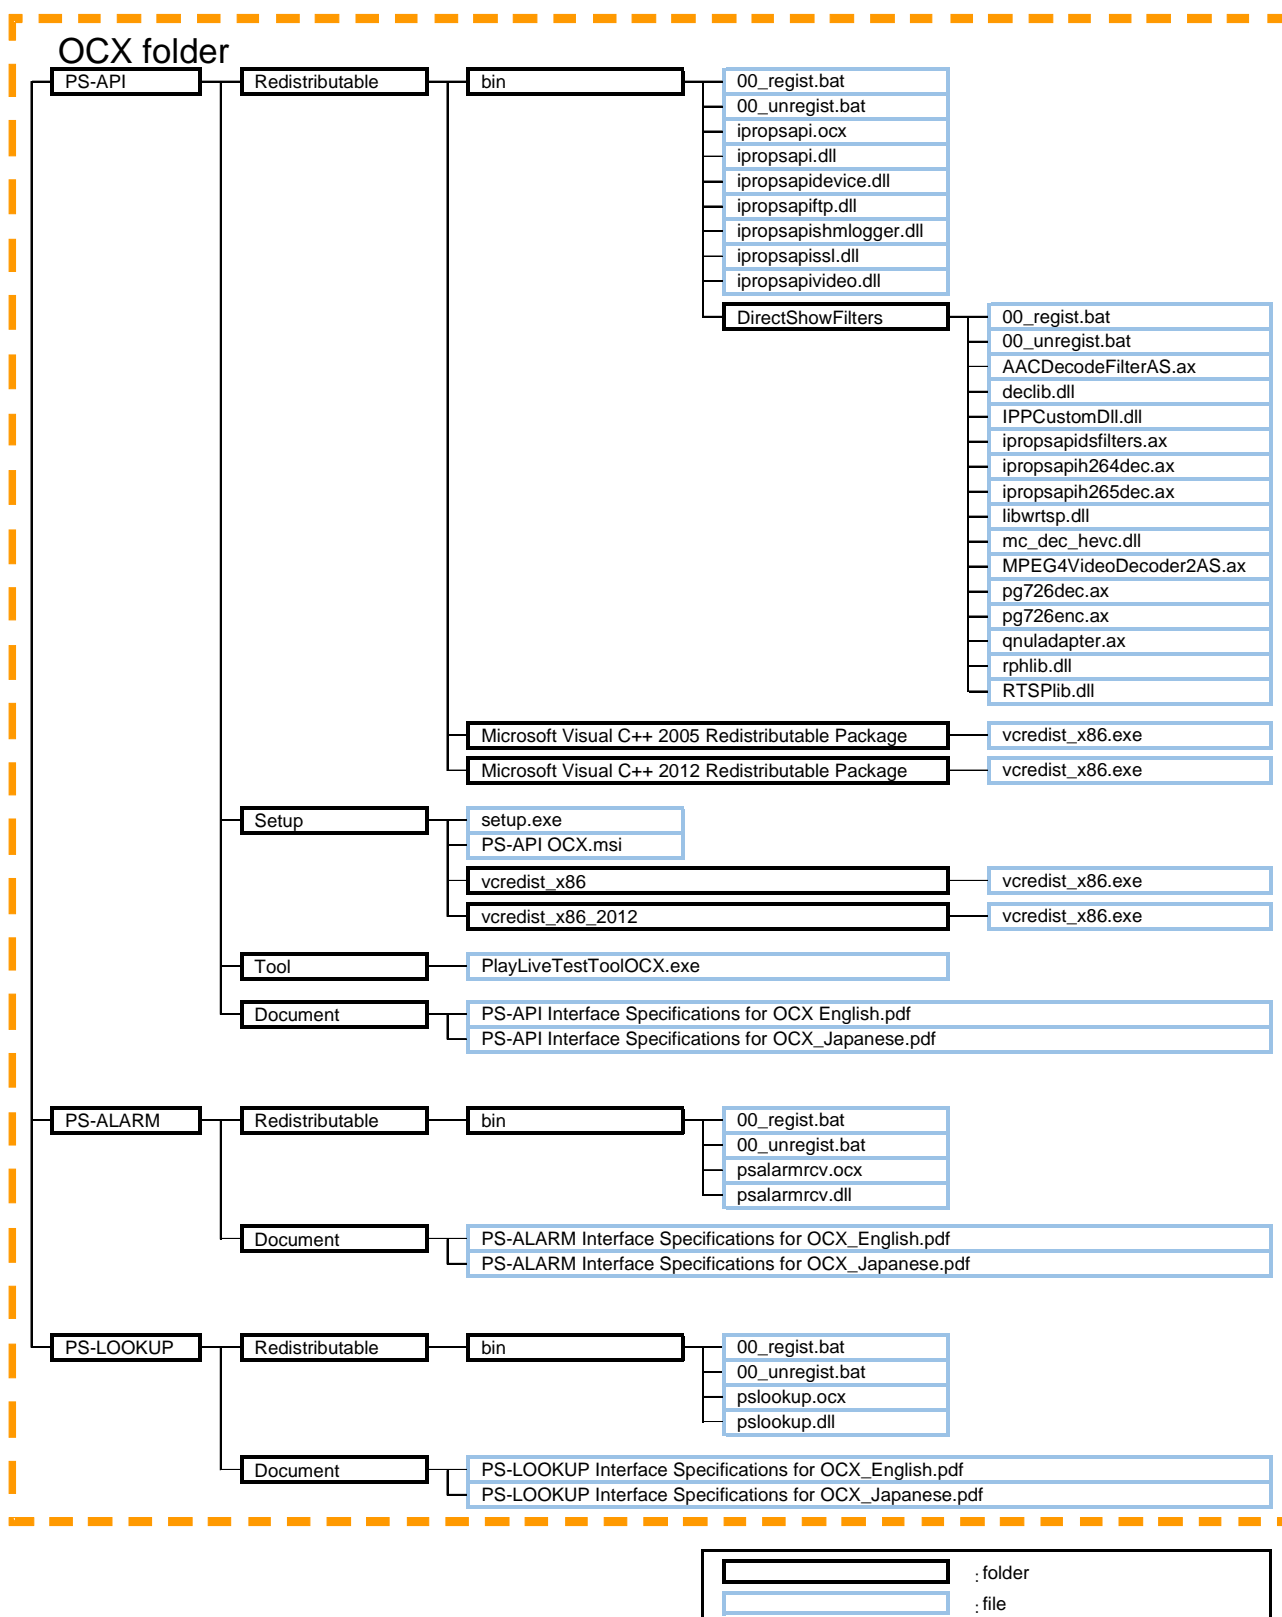 OCX folder
PS-API
Redistributable
bin
00_regist.bat
00_unregist.bat
ipropsapi.ocx
ipropsapi.dll
ipropsapidevice.dll
ipropsapiftp.dll
ipropsapishmlogger.dll
ipropsapissl.dll
ipropsapivideo.dll
DirectShowFilters
00_regist.bat
00_unregist.bat
AACDecodeFilterAS.ax
declib.dll
IPPCustomDll.dll
ipropsapidsfilters.ax
ipropsapih264dec.ax
ipropsapih265dec.ax
libwrtsp.dll
mc_dec_hevc.dll
MPEG4VideoDecoder2AS.ax
pg726dec.ax
pg726enc.ax
qnuladapter.ax
rphlib.dll
RTSPlib.dll
Microsoft Visual C++ 2005 Redistributable Package
vcredist_x86.exe
Microsoft Visual C++ 2012 Redistributable Package
vcredist_x86.exe
Setup
setup.exe
PS-API OCX.msi
vcredist_x86
vcredist_x86.exe
vcredist_x86_2012
vcredist_x86.exe
Tool
PlayLiveTestToolOCX.exe
Document
PS-API Interface Specifications for OCX English.pdf
PS-API Interface Specifications for OCX_Japanese.pdf
PS-ALARM
Redistributable
bin
00_regist.bat
00_unregist.bat
psalarmrcv.ocx
psalarmrcv.dll
Document
PS-ALARM Interface Specifications for OCX_English.pdf
PS-ALARM Interface Specifications for OCX_Japanese.pdf
PS-LOOKUP
Redistributable
bin
00_regist.bat
00_unregist.bat
pslookup.ocx
pslookup.dll
Document
PS-LOOKUP Interface Specifications for OCX_English.pdf
PS-LOOKUP Interface Specifications for OCX_Japanese.pdf
: folder
: file